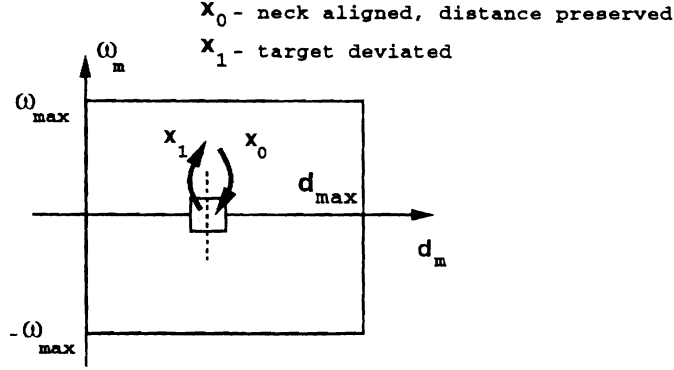 X0 - neck aligned, distance preserved
X1 - target deviated
ωm
ωmax
X1
X0
dmax
dm
-ωmax